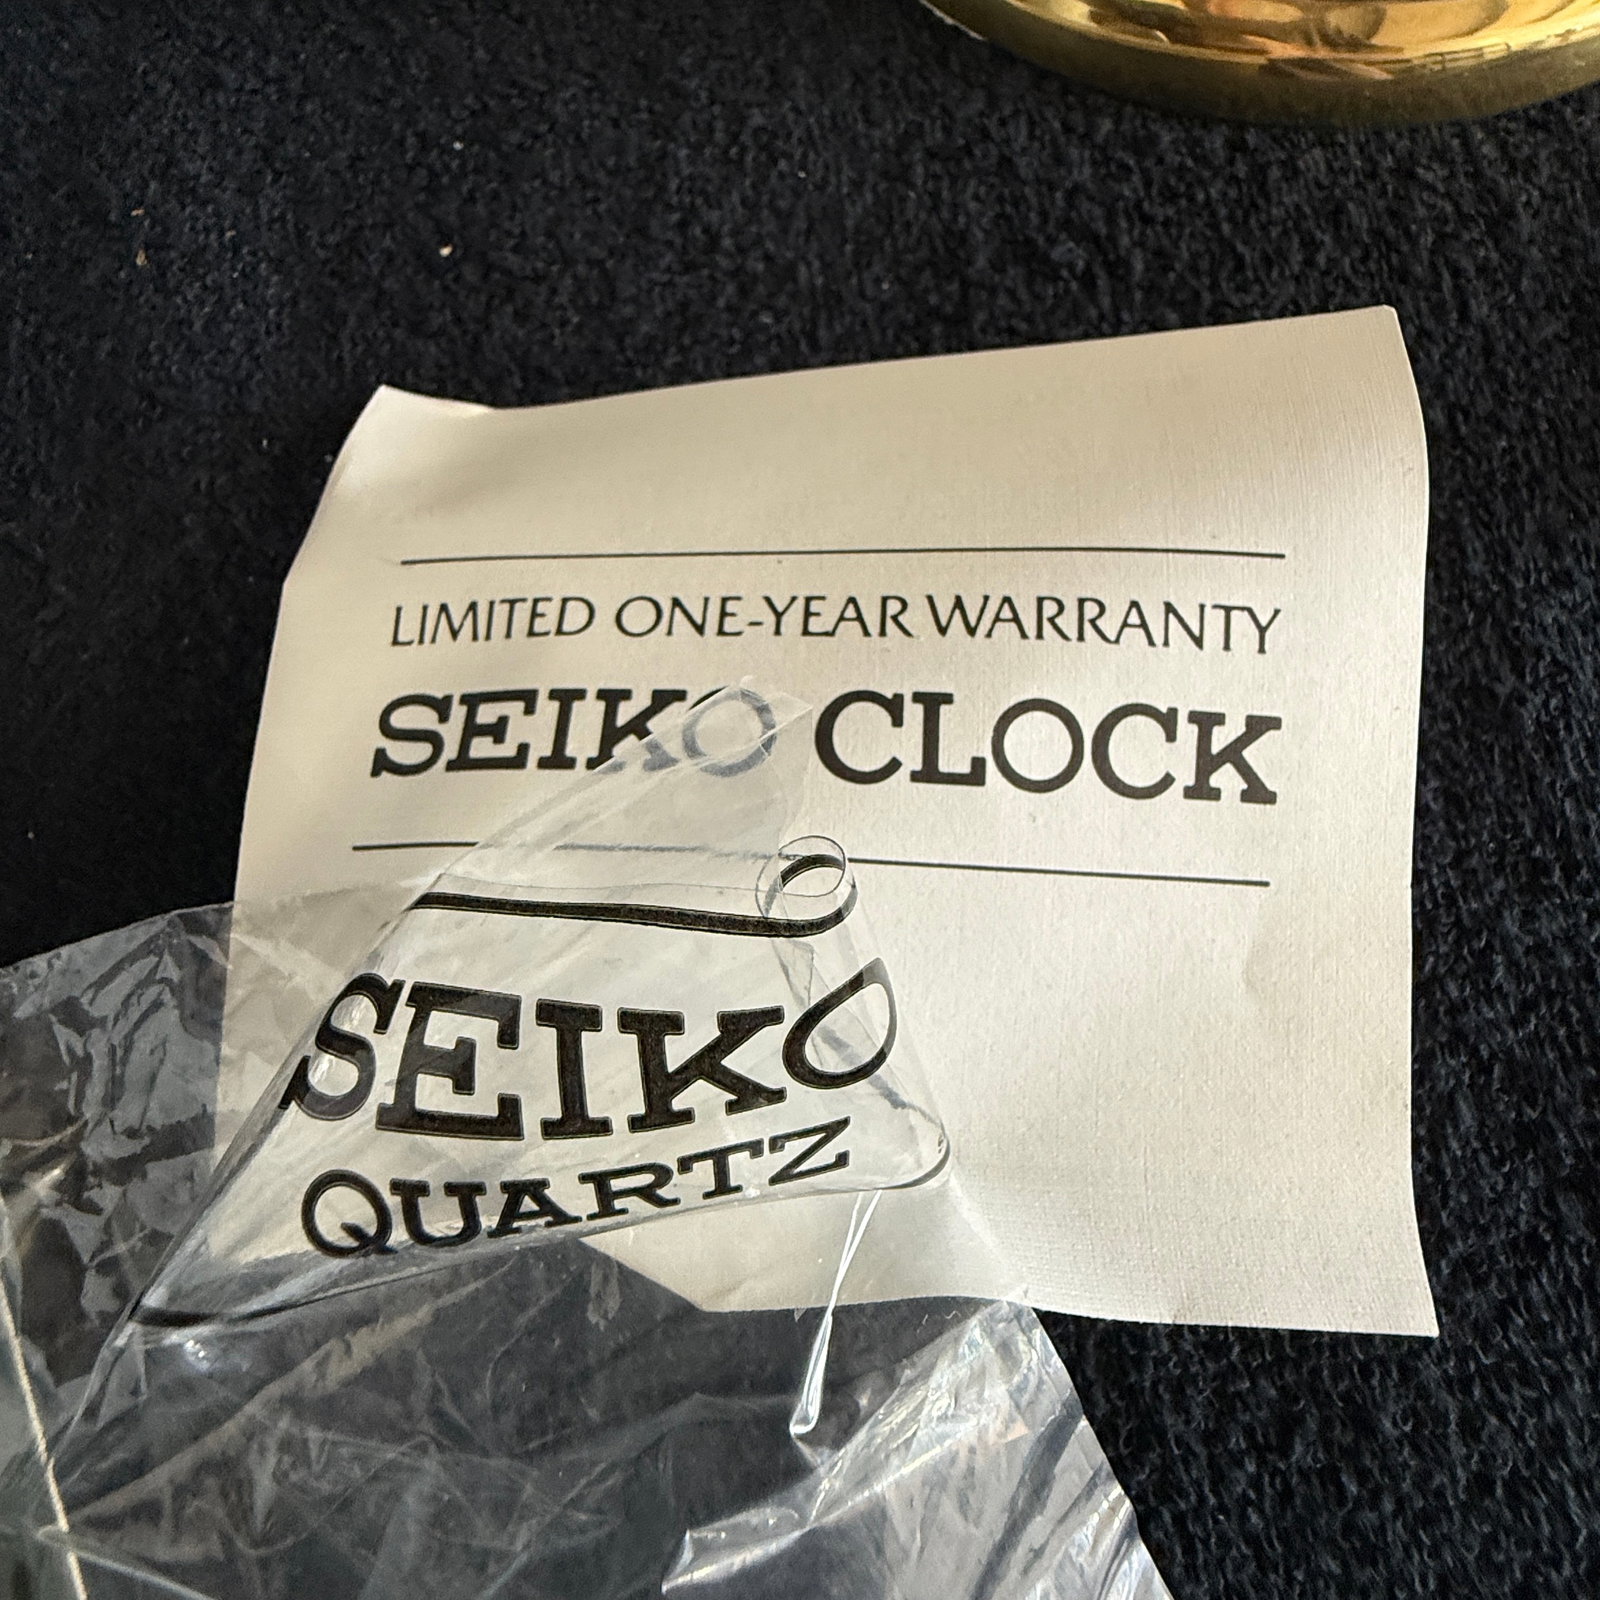 LIMITED ONE-YEAR WARRANTY
SEIKO CLOCK
SEIKO
QUARTZ